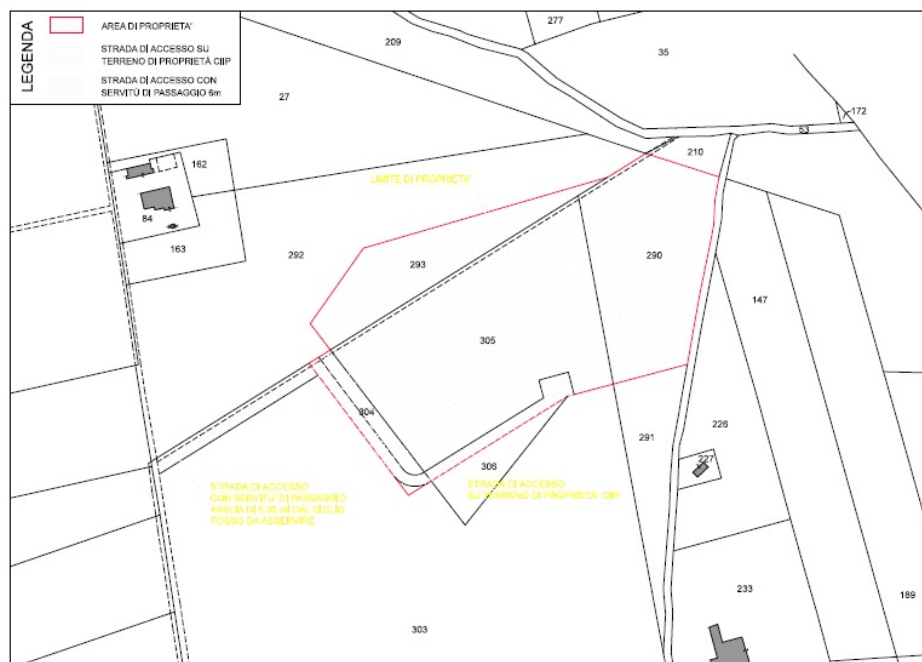 LEGENDA
AREA DI PROPRIETA'
STRADA DI ACCESSO SU
TERRENO DI PROPRIETÀ CIIP
STRADA DI ACCESSO CON
SERVITÙ DI PASSAGGIO 6m
277
209
35
27
172
53
162
210
LIMITE DI PROPRIETA'
84
163
292
293
290
147
305
304
291
226
306
227
STRADA DI ACCESSO
CON SERVITU' DI PASSAGGIO
FASCIA DI 6.00 ml DAL CIGLIO
FOSSO DA ASSERVIRE
STRADA DI ACCESSO
SU TERRENO DI PROPRIETA' CIIP
233
189
303